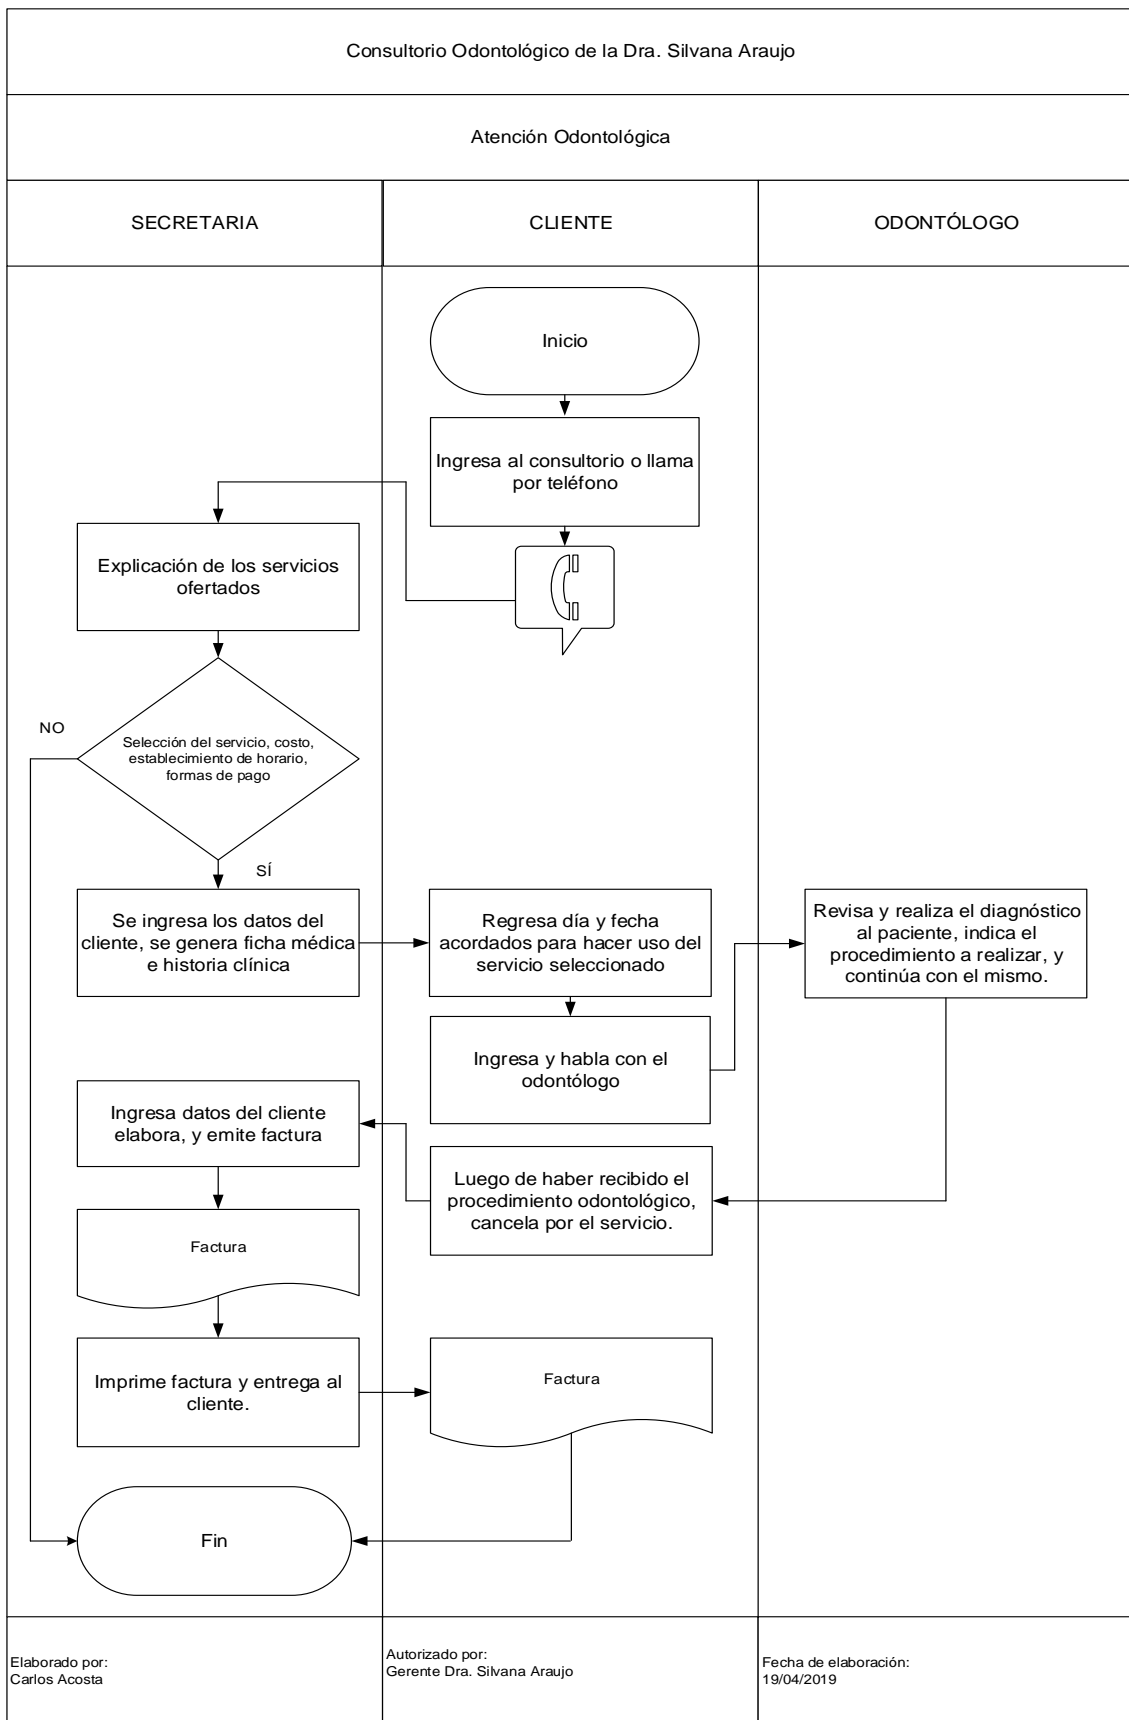 Consultorio Odontológico de la Dra. Silvana Araujo
Atención Odontológica
SECRETARIA
CLIENTE
ODONTÓLOGO
Inicio
Ingresa al consultorio o llama
por teléfono
Explicación de los servicios
ofertados
NO
Selección del servicio, costo,
establecimiento de horario,
formas de pago
SÍ
Se ingresa los datos del
cliente, se genera ficha médica
e historia clínica
Regresa día y fecha
acordados para hacer uso del
servicio seleccionado
Revisa y realiza el diagnóstico
al paciente, indica el
procedimiento a realizar, y
continúa con el mismo.
Ingresa y habla con el
odontólogo
Ingresa datos del cliente
elabora, y emite factura
Luego de haber recibido el
procedimiento odontológico,
cancela por el servicio.
Factura
Imprime factura y entrega al
cliente.
Factura
Fin
Elaborado por:
Carlos Acosta
Autorizado por:
Gerente Dra. Silvana Araujo
Fecha de elaboración:
19/04/2019